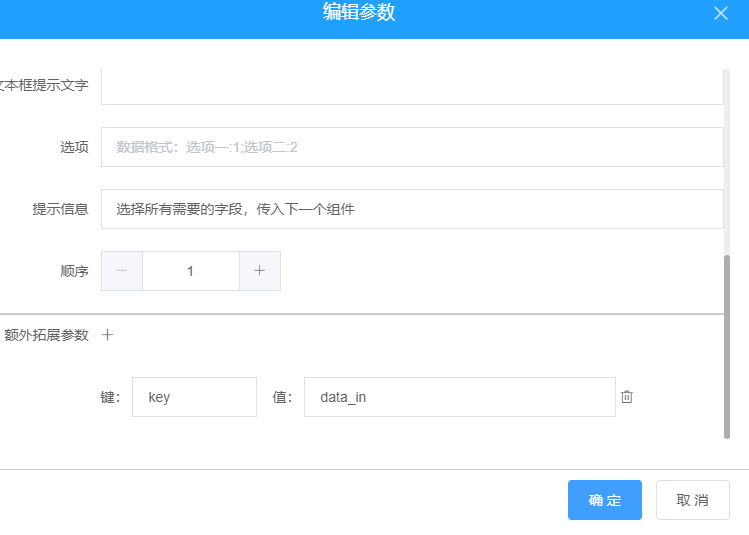 编辑参数
文本框提示文字
选项 数据格式：选项一:1;选项二:2
提示信息 选择所有需要的字段，传入下一个组件
顺序 1
额外拓展参数
键： key 值： data_in
确 定 取 消